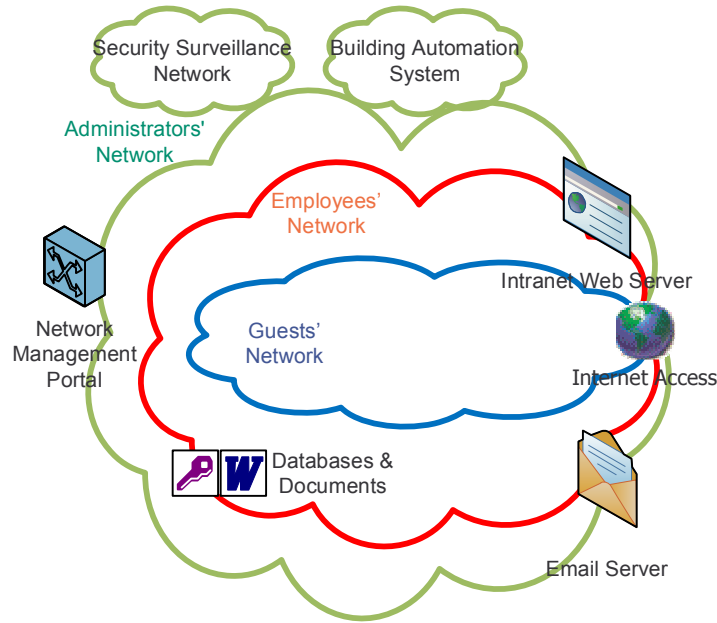 Security Surveillance
Network
Building Automation
System
Administrators'
Network
Employees'
Network
Intranet Web Server
Guests'
Network
Network
Management
Portal
Internet Access
W
Databases &
Documents
Email Server